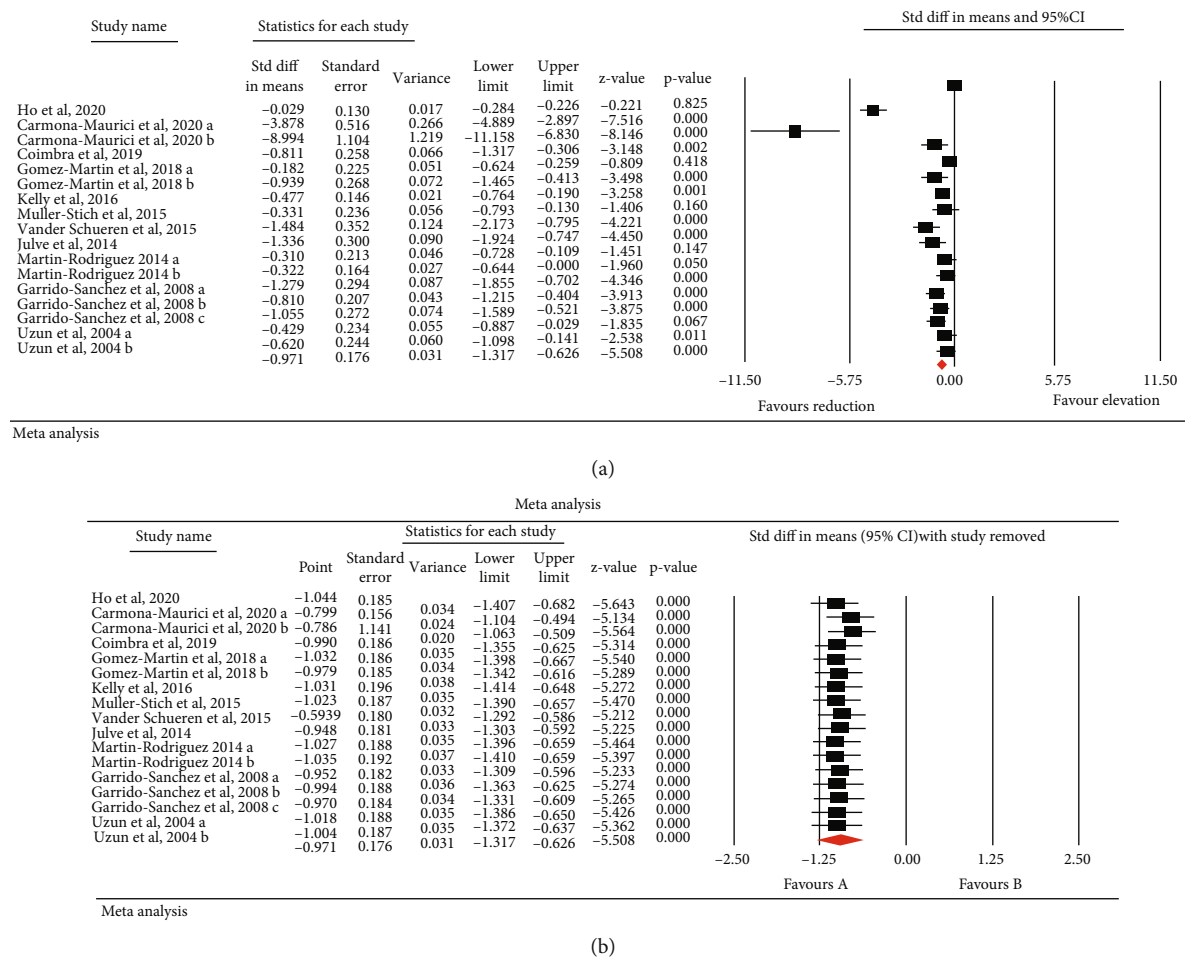 Study name Statistics for each study Std diff in means and 95%CI
Std diff in means Standard error Variance Lower limit Upper limit z-value p-value
Ho et al, 2020 −0.029 0.130 0.017 −0.284 −0.226 −0.221 0.825
Carmona-Maurici et al, 2020 a −3.878 0.516 0.266 −4.889 −2.897 −7.516 0.000
Carmona-Maurici et al, 2020 b −8.994 1.104 1.219 −11.158 −6.830 −8.146 0.000
Coimbra et al, 2019 −0.811 0.258 0.066 −1.317 −0.306 −3.148 0.002
Gomez-Martin et al, 2018 a −0.182 0.225 0.051 −0.624 −0.259 −0.809 0.418
Gomez-Martin et al, 2018 b −0.939 0.268 0.072 −1.465 −0.413 −3.498 0.000
Kelly et al, 2016 −0.477 0.146 0.021 −0.764 −0.190 −3.258 0.001
Muller-Stich et al, 2015 −0.331 0.236 0.056 −0.793 −0.130 −1.406 0.160
Vander Schueren et al, 2015 −1.484 0.352 0.124 −2.173 −0.795 −4.221 0.000
Julve et al, 2014 −1.336 0.300 0.090 −1.924 −0.747 −4.450 0.000
Martin-Rodriguez 2014 a −0.310 0.213 0.046 −0.728 −0.109 −1.451 0.147
Martin-Rodriguez 2014 b −0.322 0.164 0.027 −0.644 −0.000 −1.960 0.050
Garrido-Sanchez et al, 2008 a −1.279 0.294 0.087 −1.855 −0.702 −4.346 0.000
Garrido-Sanchez et al, 2008 b −0.810 0.207 0.043 −1.215 −0.404 −3.913 0.000
Garrido-Sanchez et al, 2008 c −1.055 0.272 0.074 −1.589 −0.521 −3.875 0.000
Uzun et al, 2004 a −0.429 0.234 0.055 −0.887 −0.029 −1.835 0.067
Uzun et al, 2004 b −0.620 0.244 0.060 −1.098 −0.141 −2.538 0.011
−0.971 0.176 0.031 −1.317 −0.626 −5.508 0.000
−11.50 −5.75 0.00 5.75 11.50
Favours reduction Favour elevation
Meta analysis
(a)
Meta analysis
Study name Statistics for each study Std diff in means (95% CI)with study removed
Point Standard error Variance Lower limit Upper limit z-value p-value
Ho et al, 2020 −1.044 0.185 0.034 −1.407 −0.682 −5.643 0.000
Carmona-Maurici et al, 2020 a −0.799 0.156 0.024 −1.104 −0.494 −5.134 0.000
Carmona-Maurici et al, 2020 b −0.786 1.141 0.020 −1.063 −0.509 −5.564 0.000
Coimbra et al, 2019 −0.990 0.186 0.035 −1.355 −0.625 −5.314 0.000
Gomez-Martin et al, 2018 a −1.032 0.186 0.034 −1.398 −0.667 −5.540 0.000
Gomez-Martin et al, 2018 b −0.979 0.185 0.038 −1.342 −0.616 −5.289 0.000
Kelly et al, 2016 −1.031 0.196 0.035 −1.414 −0.648 −5.272 0.000
Muller-Stich et al, 2015 −1.023 0.187 0.032 −1.390 −0.657 −5.470 0.000
Vander Schueren et al, 2015 −0.5939 0.180 0.033 −1.292 −0.586 −5.212 0.000
Julve et al, 2014 −0.948 0.181 0.035 −1.303 −0.592 −5.225 0.000
Martin-Rodriguez 2014 a −1.027 0.188 0.037 −1.396 −0.659 −5.464 0.000
Martin-Rodriguez 2014 b −1.035 0.192 0.033 −1.410 −0.659 −5.397 0.000
Garrido-Sanchez et al, 2008 a −0.952 0.182 0.036 −1.309 −0.596 −5.233 0.000
Garrido-Sanchez et al, 2008 b −0.994 0.188 0.034 −1.363 −0.625 −5.274 0.000
Garrido-Sanchez et al, 2008 c −0.970 0.184 0.035 −1.331 −0.609 −5.265 0.000
Uzun et al, 2004 a −1.018 0.188 0.035 −1.386 −0.650 −5.426 0.000
Uzun et al, 2004 b −1.004 0.187 0.031 −1.372 −0.637 −5.362 0.000
−0.971 0.176 −1.317 −0.626 −5.508
−2.50 −1.25 0.00 1.25 2.50
Favours A Favours B
Meta analysis
(b)